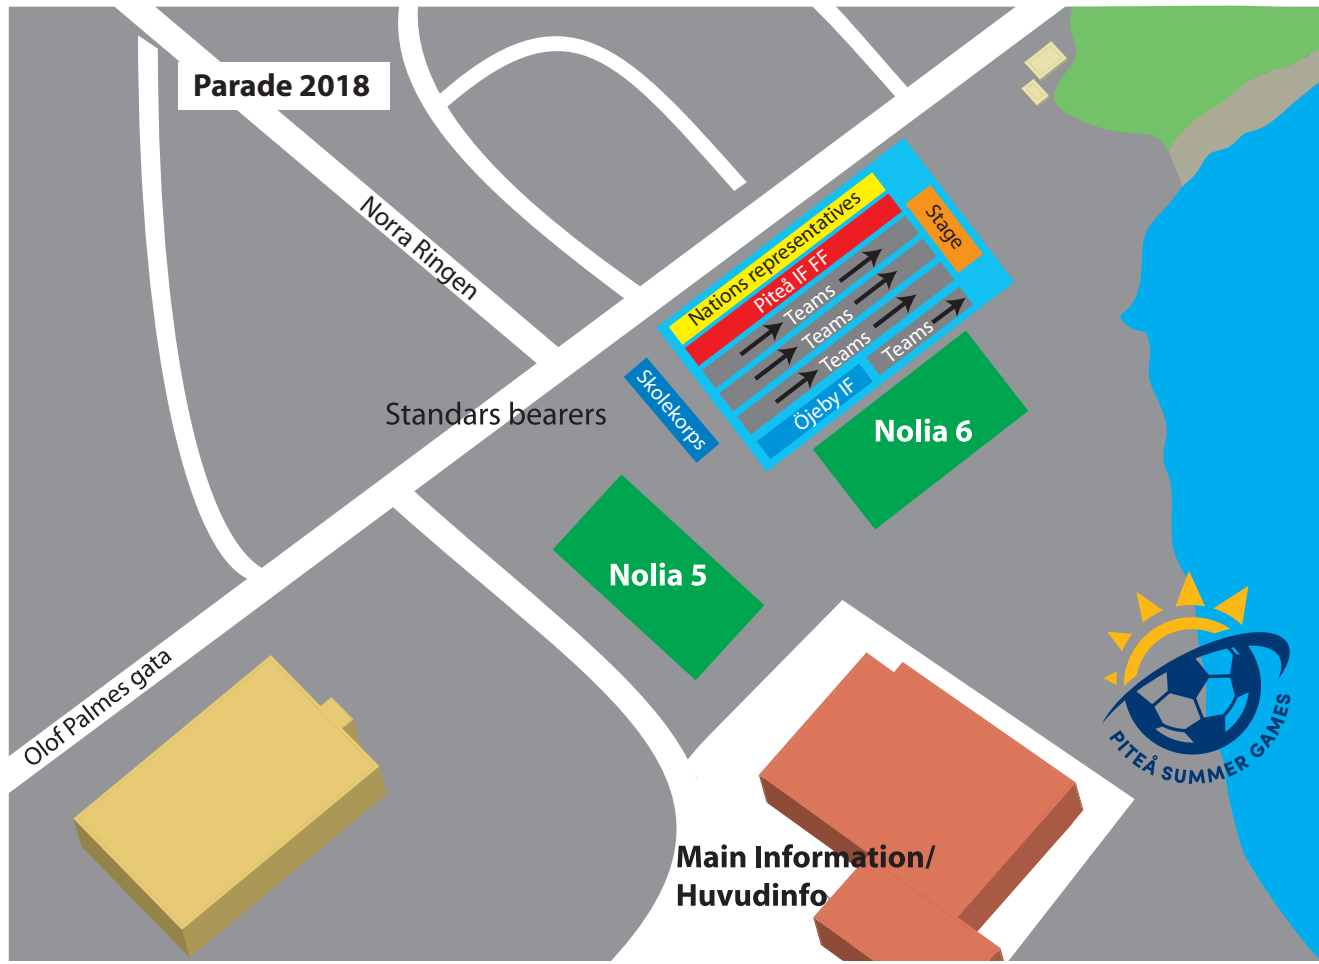 Parade 2018
Norra Ringen
Nations representatives
Piteå IF FF
Stage
Teams
Teams
Teams
Teams
Öjeby IF
Skolekorps
Standars bearers
Nolia 6
Nolia 5
Olof Palmes gata
PITEÅ SUMMER GAMES
Main Information/
Huvudinfo